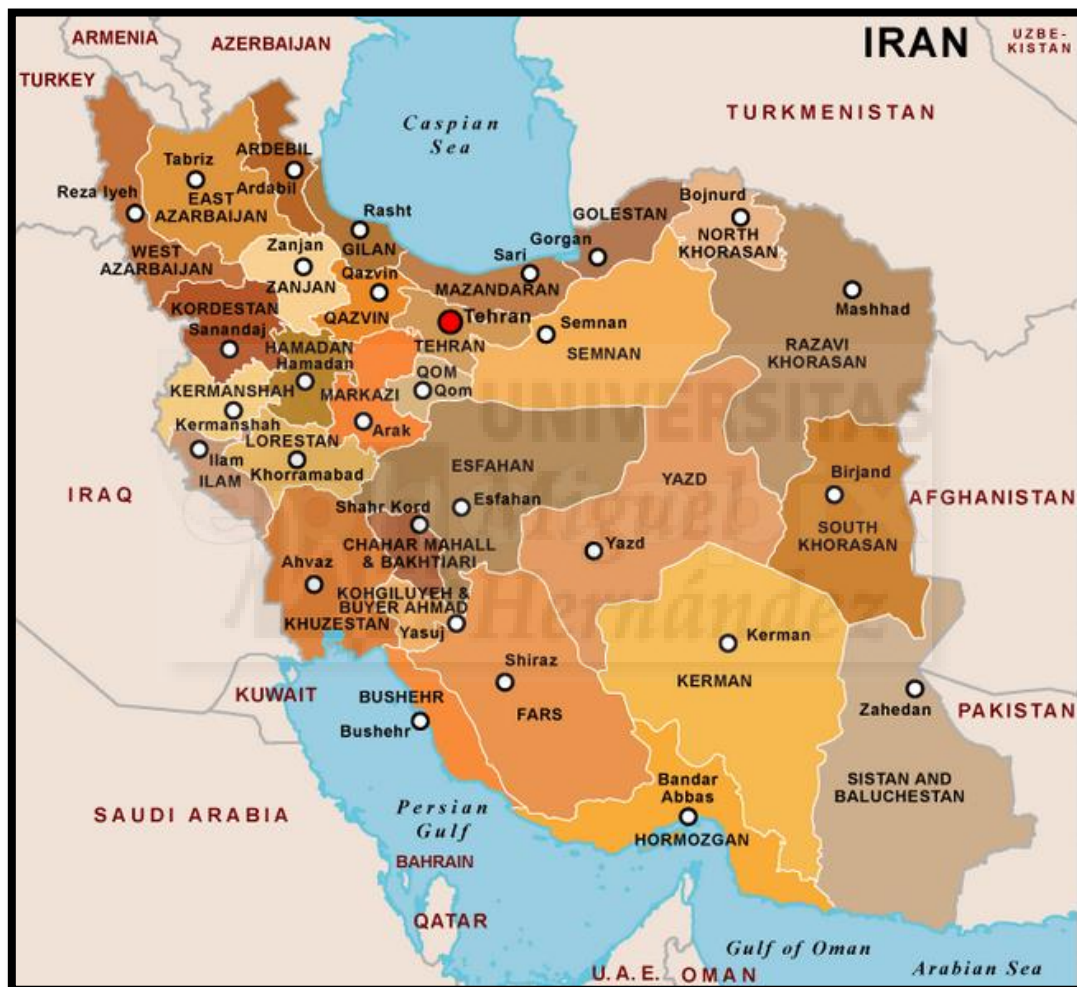 IRAN
UZBE-
KISTAN
ARMENIA
AZERBAIJAN
TURKEY
TURKMENISTAN
Caspian
Sea
Tabriz
ARDEBIL
Ardabil
Reza Iyeh
EAST
AZARBAIJAN
Rasht
GILAN
Bojnurd
NORTH
KHORASAN
GOLESTAN
Gorgan
WEST
AZARBAIJAN
Zanjan
ZANJAN
Qazvin
QAZVIN
Sari
MAZANDARAN
Mashhad
KORDESTAN
Sanandaj
Tehran
TEHRAN
Semnan
SEMNAN
RAZAVI
KHORASAN
HAMADAN
Hamadan
QOM
Qom
KERMANSHAH
Kermanshah
MARKAZI
Arak
UNIVERSITAS
Miguel
Hernández
LORESTAN
Khorramabad
Ilam
ILAM
ESFAHAN
Esfahan
YAZD
Yazd
Birjand
SOUTH
KHORASAN
IRAQ
AFGHANISTAN
Shahr Kord
CHAHAR MAHALL
& BAKHTIARI
Ahvaz
KHUZESTAN
KOHGILUYEH &
BUYER AHMAD
Yasuj
Kerman
KERMAN
Shiraz
FARS
KUWAIT
BUSHEHR
Bushehr
Zahedan
PAKISTAN
SISTAN AND
BALUCHESTAN
Bandar
Abbas
HORMOZGAN
SAUDI ARABIA
Persian
Gulf
BAHRAIN
QATAR
U.A.E.
OMAN
Gulf of Oman
Arabian Sea